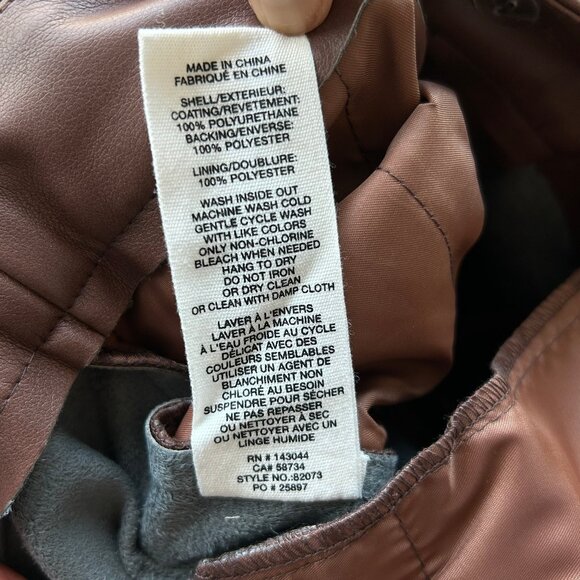 MADE IN CHINA
FABRIQUÉ EN CHINE
SHELL/EXTERIEUR:
COATING/REVETEMENT:
100% POLYURETHANE
BACKING/ENVERSE:
100% POLYESTER
LINING/DOUBLURE:
100% POLYESTER
WASH INSIDE OUT
MACHINE WASH COLD
GENTLE CYCLE WASH
WITH LIKE COLORS
ONLY NON-CHLORINE
BLEACH WHEN NEEDED
HANG TO DRY
DO NOT IRON
OR DRY CLEAN
OR CLEAN WITH DAMP CLOTH
LAVER À L'ENVERS
LAVER À LA MACHINE
À L'EAU FROIDE AU CYCLE
DÉLICAT AVEC DES
COULEURS SEMBLABLES
UTILISER UN AGENT DE
BLANCHIMENT NON
CHLORÉ AU BESOIN
SUSPENDRE POUR SÉCHER
NE PAS REPASSER
OU NETTOYER AVEC UN
OU NETTOYER AVEC UN
LINGE HUMIDE
RN # 143044
CA# 58734
STYLE NO.:82073
PO # 25897